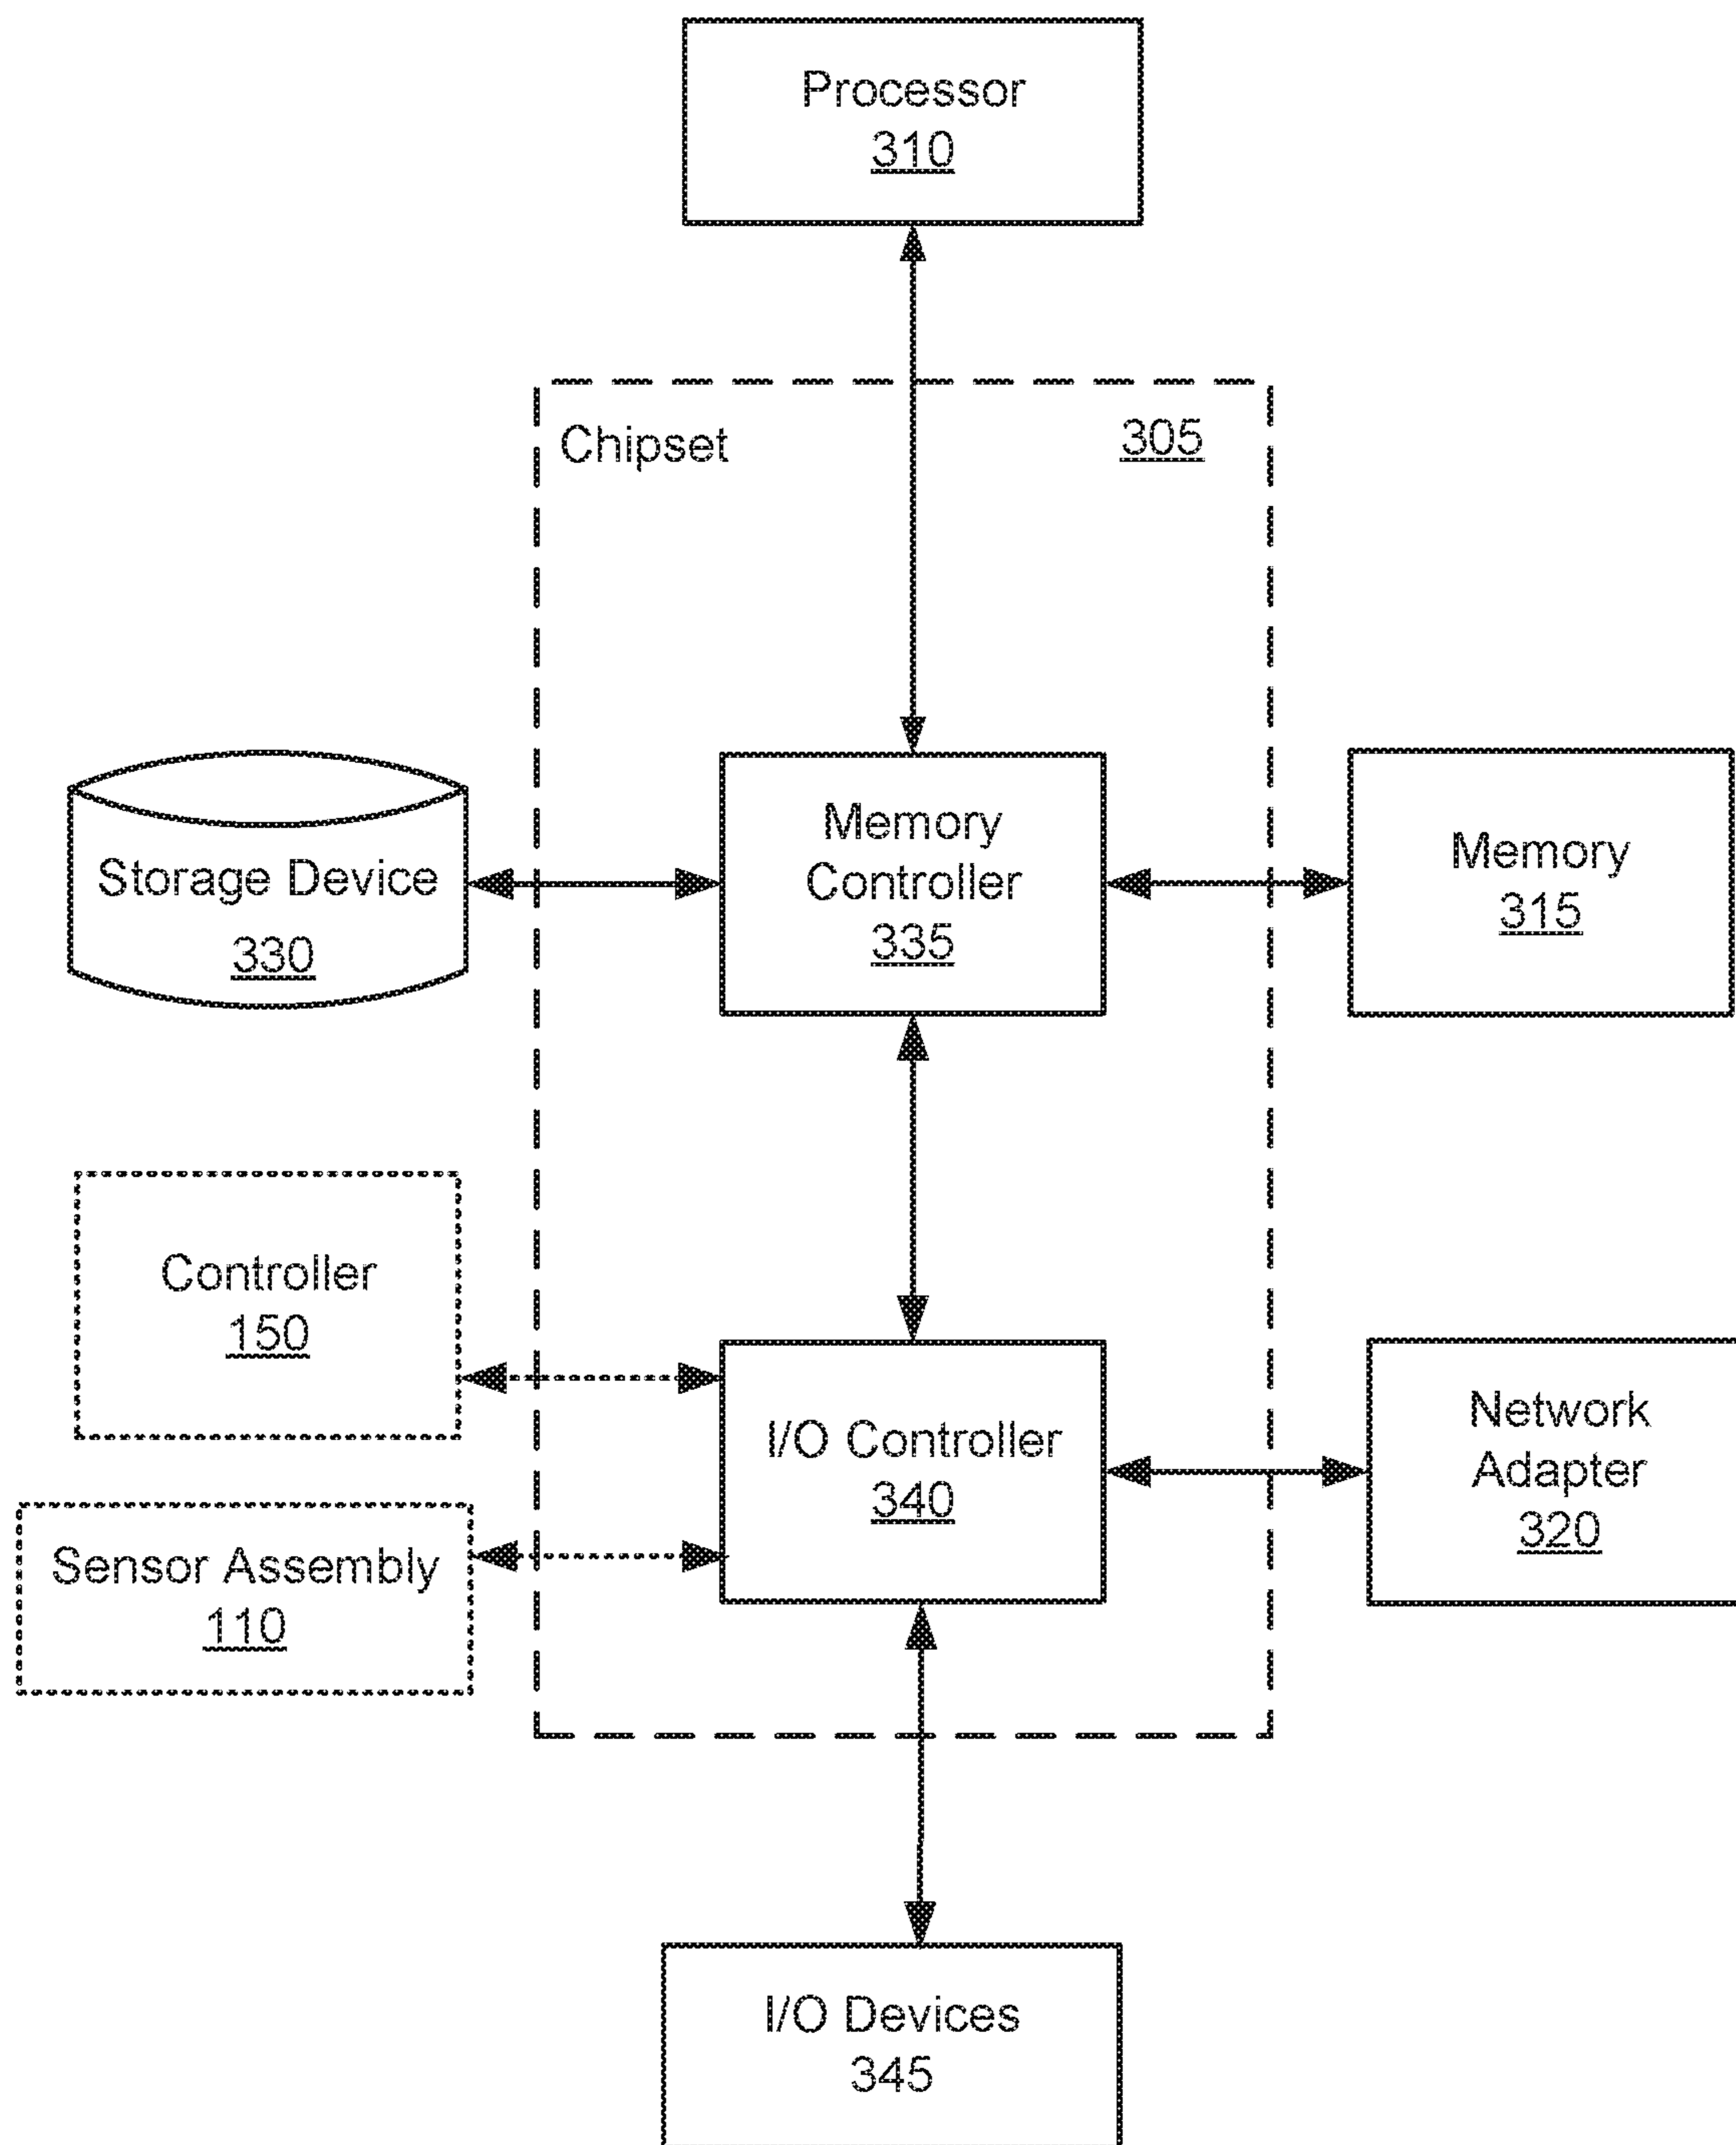 Processor
310
Chipset
305
Storage Device
330
Memory
Controller
335
Memory
315
Controller
150
I/O Controller
340
Network
Adapter
320
Sensor Assembly
110
I/O Devices
345